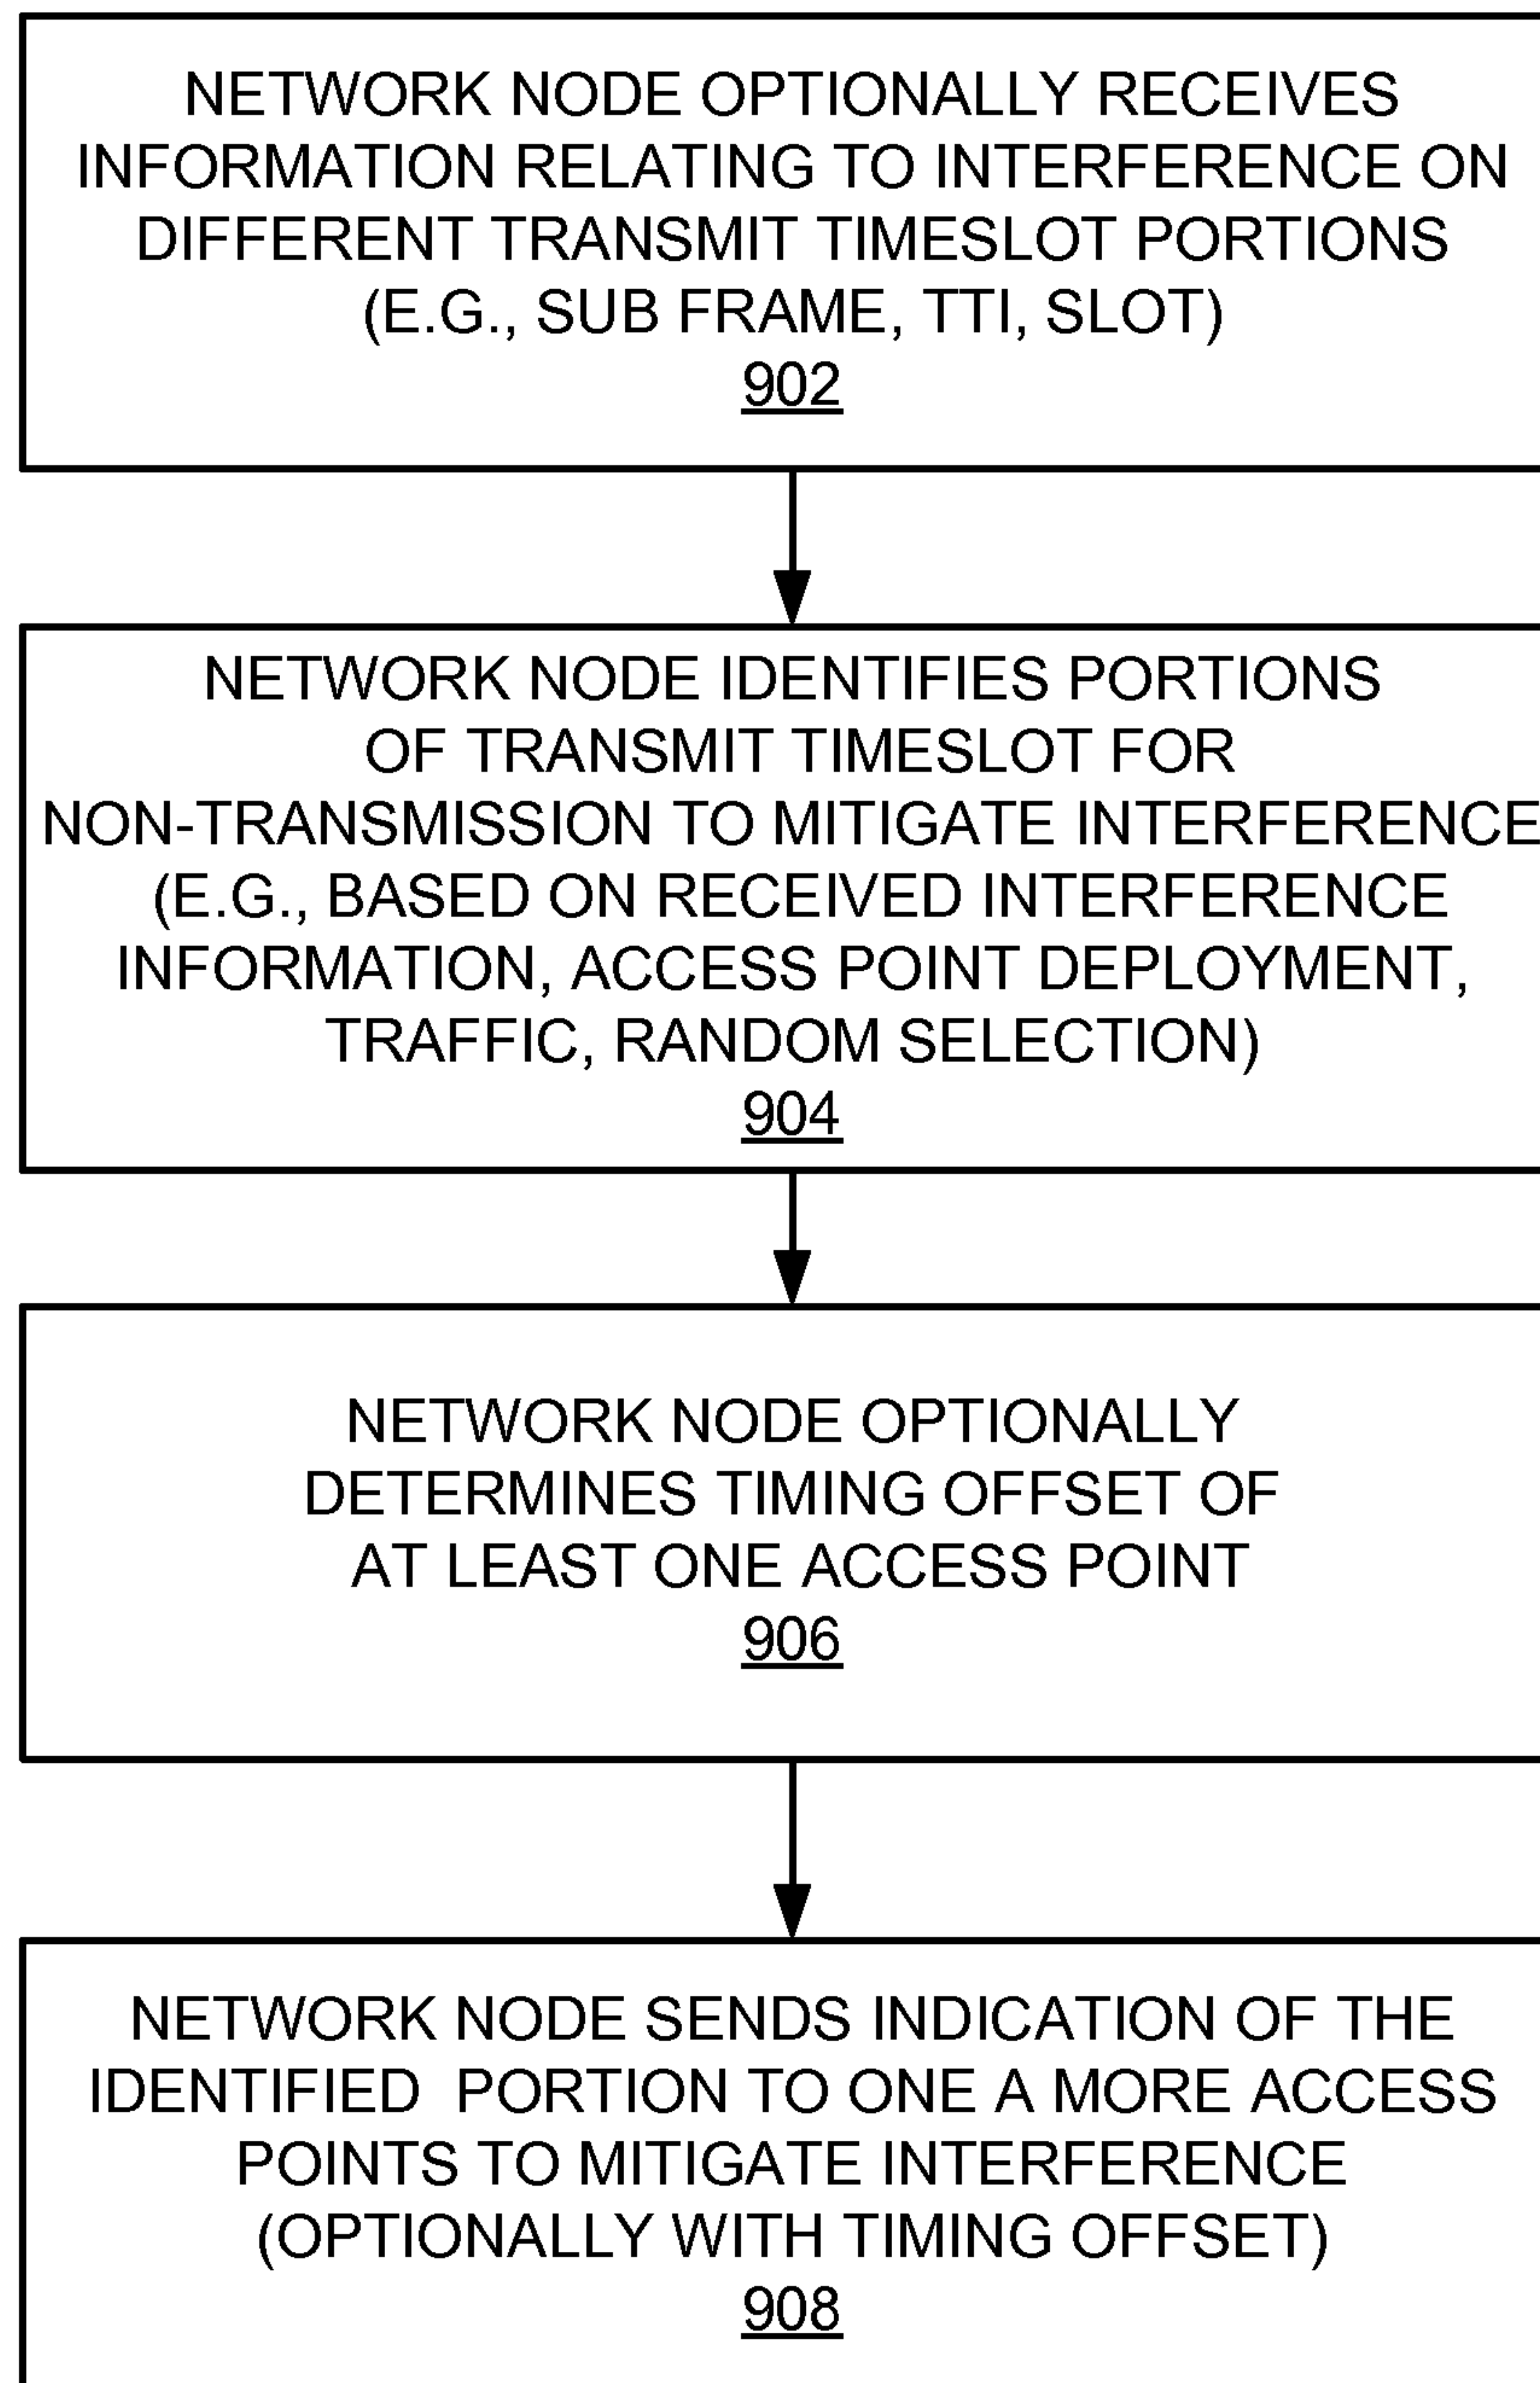 NETWORK NODE OPTIONALLY RECEIVES
INFORMATION RELATING TO INTERFERENCE ON
DIFFERENT TRANSMIT TIMESLOT PORTIONS
(E.G., SUB FRAME, TTI, SLOT)
902
NETWORK NODE IDENTIFIES PORTIONS
OF TRANSMIT TIMESLOT FOR
NON-TRANSMISSION TO MITIGATE INTERFERENCE
(E.G., BASED ON RECEIVED INTERFERENCE
INFORMATION, ACCESS POINT DEPLOYMENT,
TRAFFIC, RANDOM SELECTION)
904
NETWORK NODE OPTIONALLY
DETERMINES TIMING OFFSET OF
AT LEAST ONE ACCESS POINT
906
NETWORK NODE SENDS INDICATION OF THE
IDENTIFIED PORTION TO ONE A MORE ACCESS
POINTS TO MITIGATE INTERFERENCE
(OPTIONALLY WITH TIMING OFFSET)
908